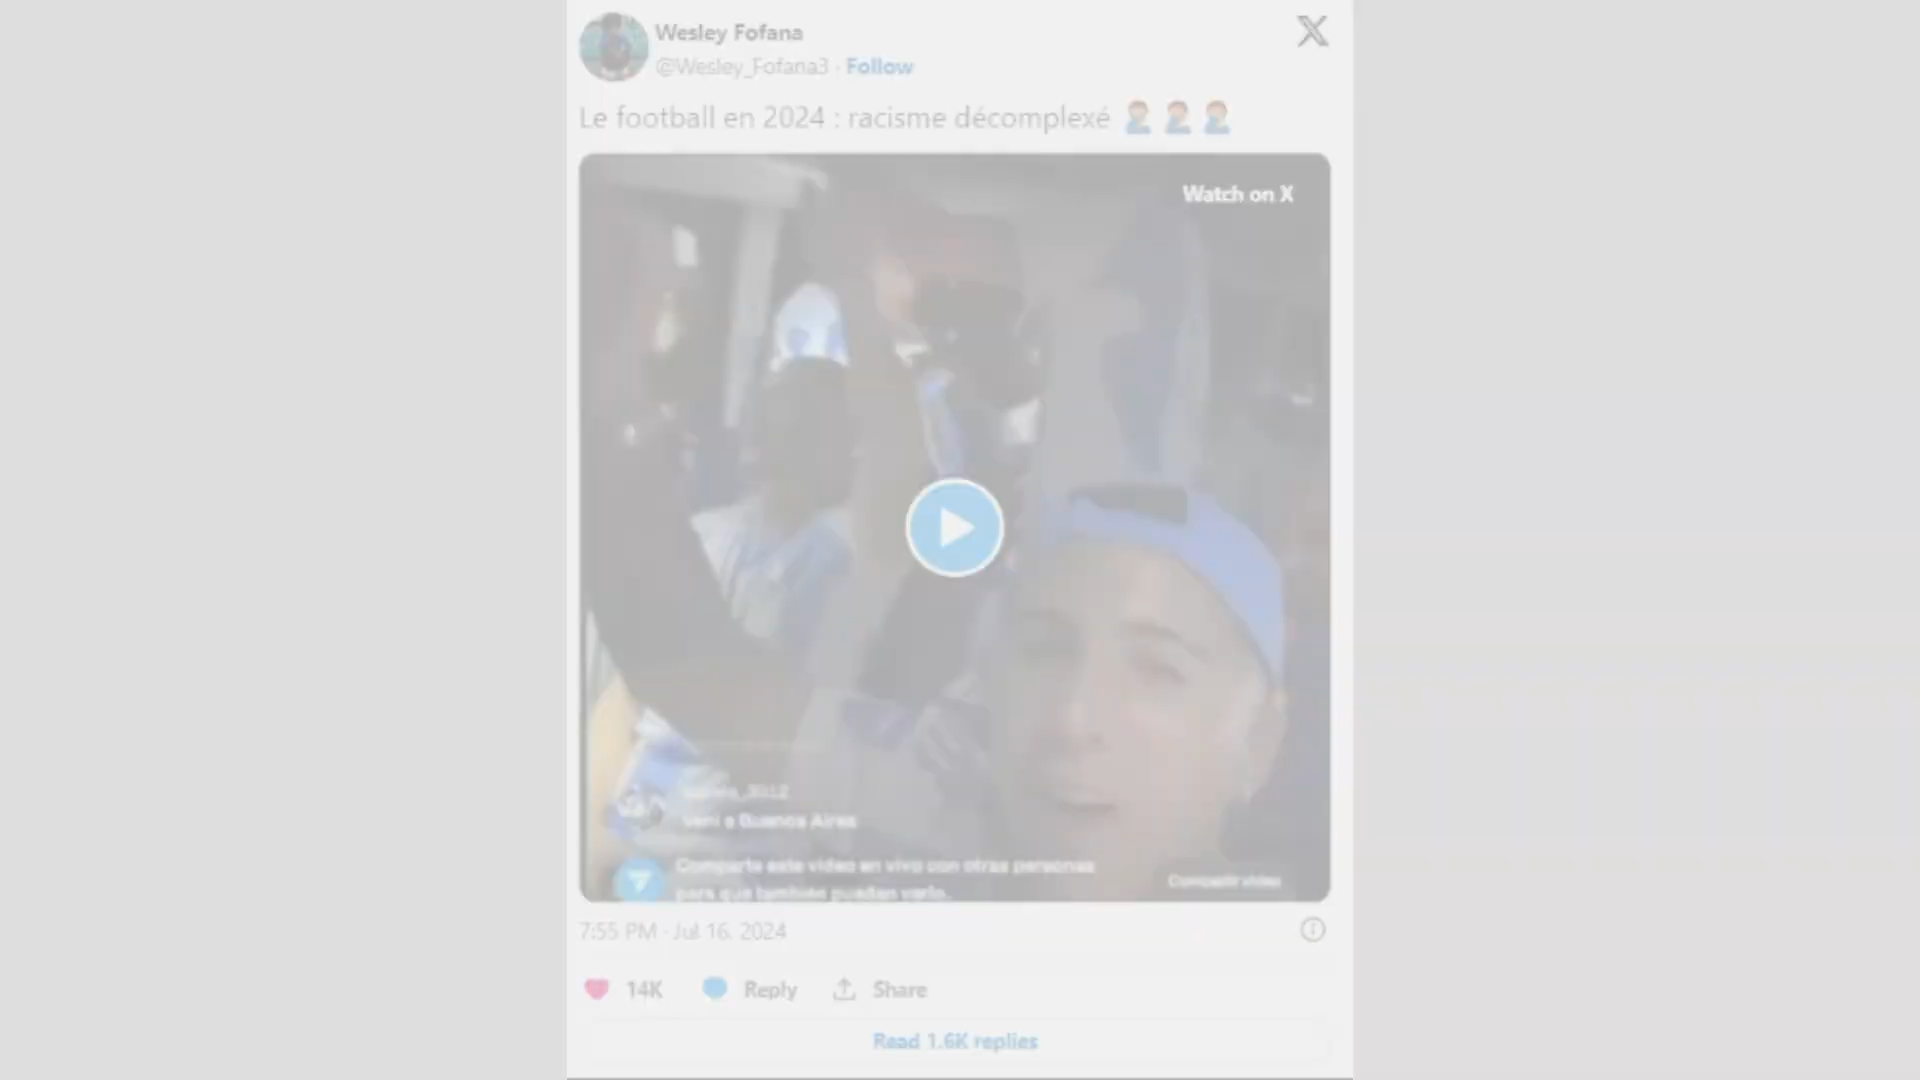 Wesley Fofana
@Wesley_Fofana3 · Follow
Le football en 2024 : racisme décomplexé
Watch on X
Buenos Aires
Comparte este video en vivo con otras personas
para que también puedan verlo.
Compartir video
7:55 PM · Jul 16, 2024
14K Reply Share
Read 1.6K replies